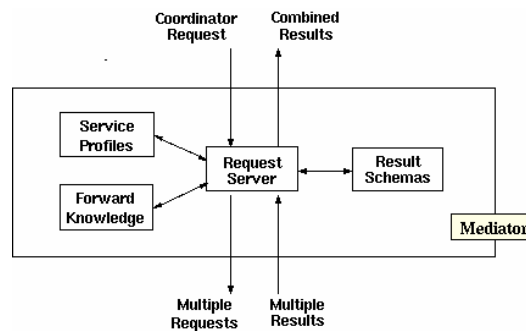 Coordinator
Request
Combined
Results
Service
Profiles
Request
Server
Result
Schemas
Forward
Knowledge
Mediator
Multiple
Requests
Multiple
Results